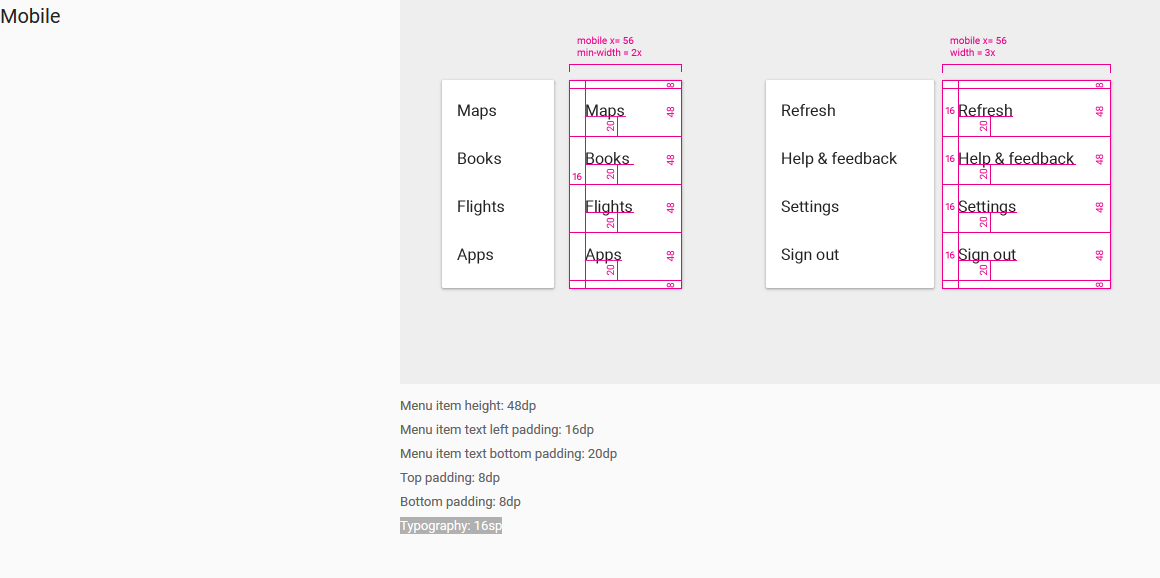 Mobile
mobile x= 56
min-width = 2x
mobile x= 56
width = 3x
Maps
Books
Flights
Apps
8
Maps
48
20
Books
48
16
20
Flights
48
20
Apps
48
20
8
Refresh
Help & feedback
Settings
Sign out
8
16 Refresh 48
20
16 Help & feedback 48
20
16 Settings 48
20
16 Sign out 48
20
8
Menu item height: 48dp
Menu item text left padding: 16dp
Menu item text bottom padding: 20dp
Top padding: 8dp
Bottom padding: 8dp
Typography: 16sp